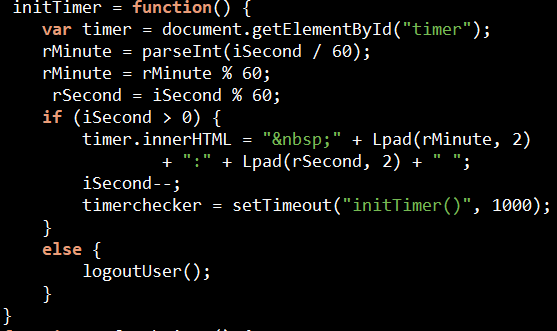 initTimer = function() {
    var timer = document.getElementById("timer");
    rMinute = parseInt(iSecond / 60);
    rMinute = rMinute % 60;
     rSecond = iSecond % 60;
    if (iSecond > 0) {
        timer.innerHTML = "&nbsp;" + Lpad(rMinute, 2)
                + ":" + Lpad(rSecond, 2) + " ";
        iSecond--;
        timerchecker = setTimeout("initTimer()", 1000);
    }
    else {
        logoutUser();
    }
}